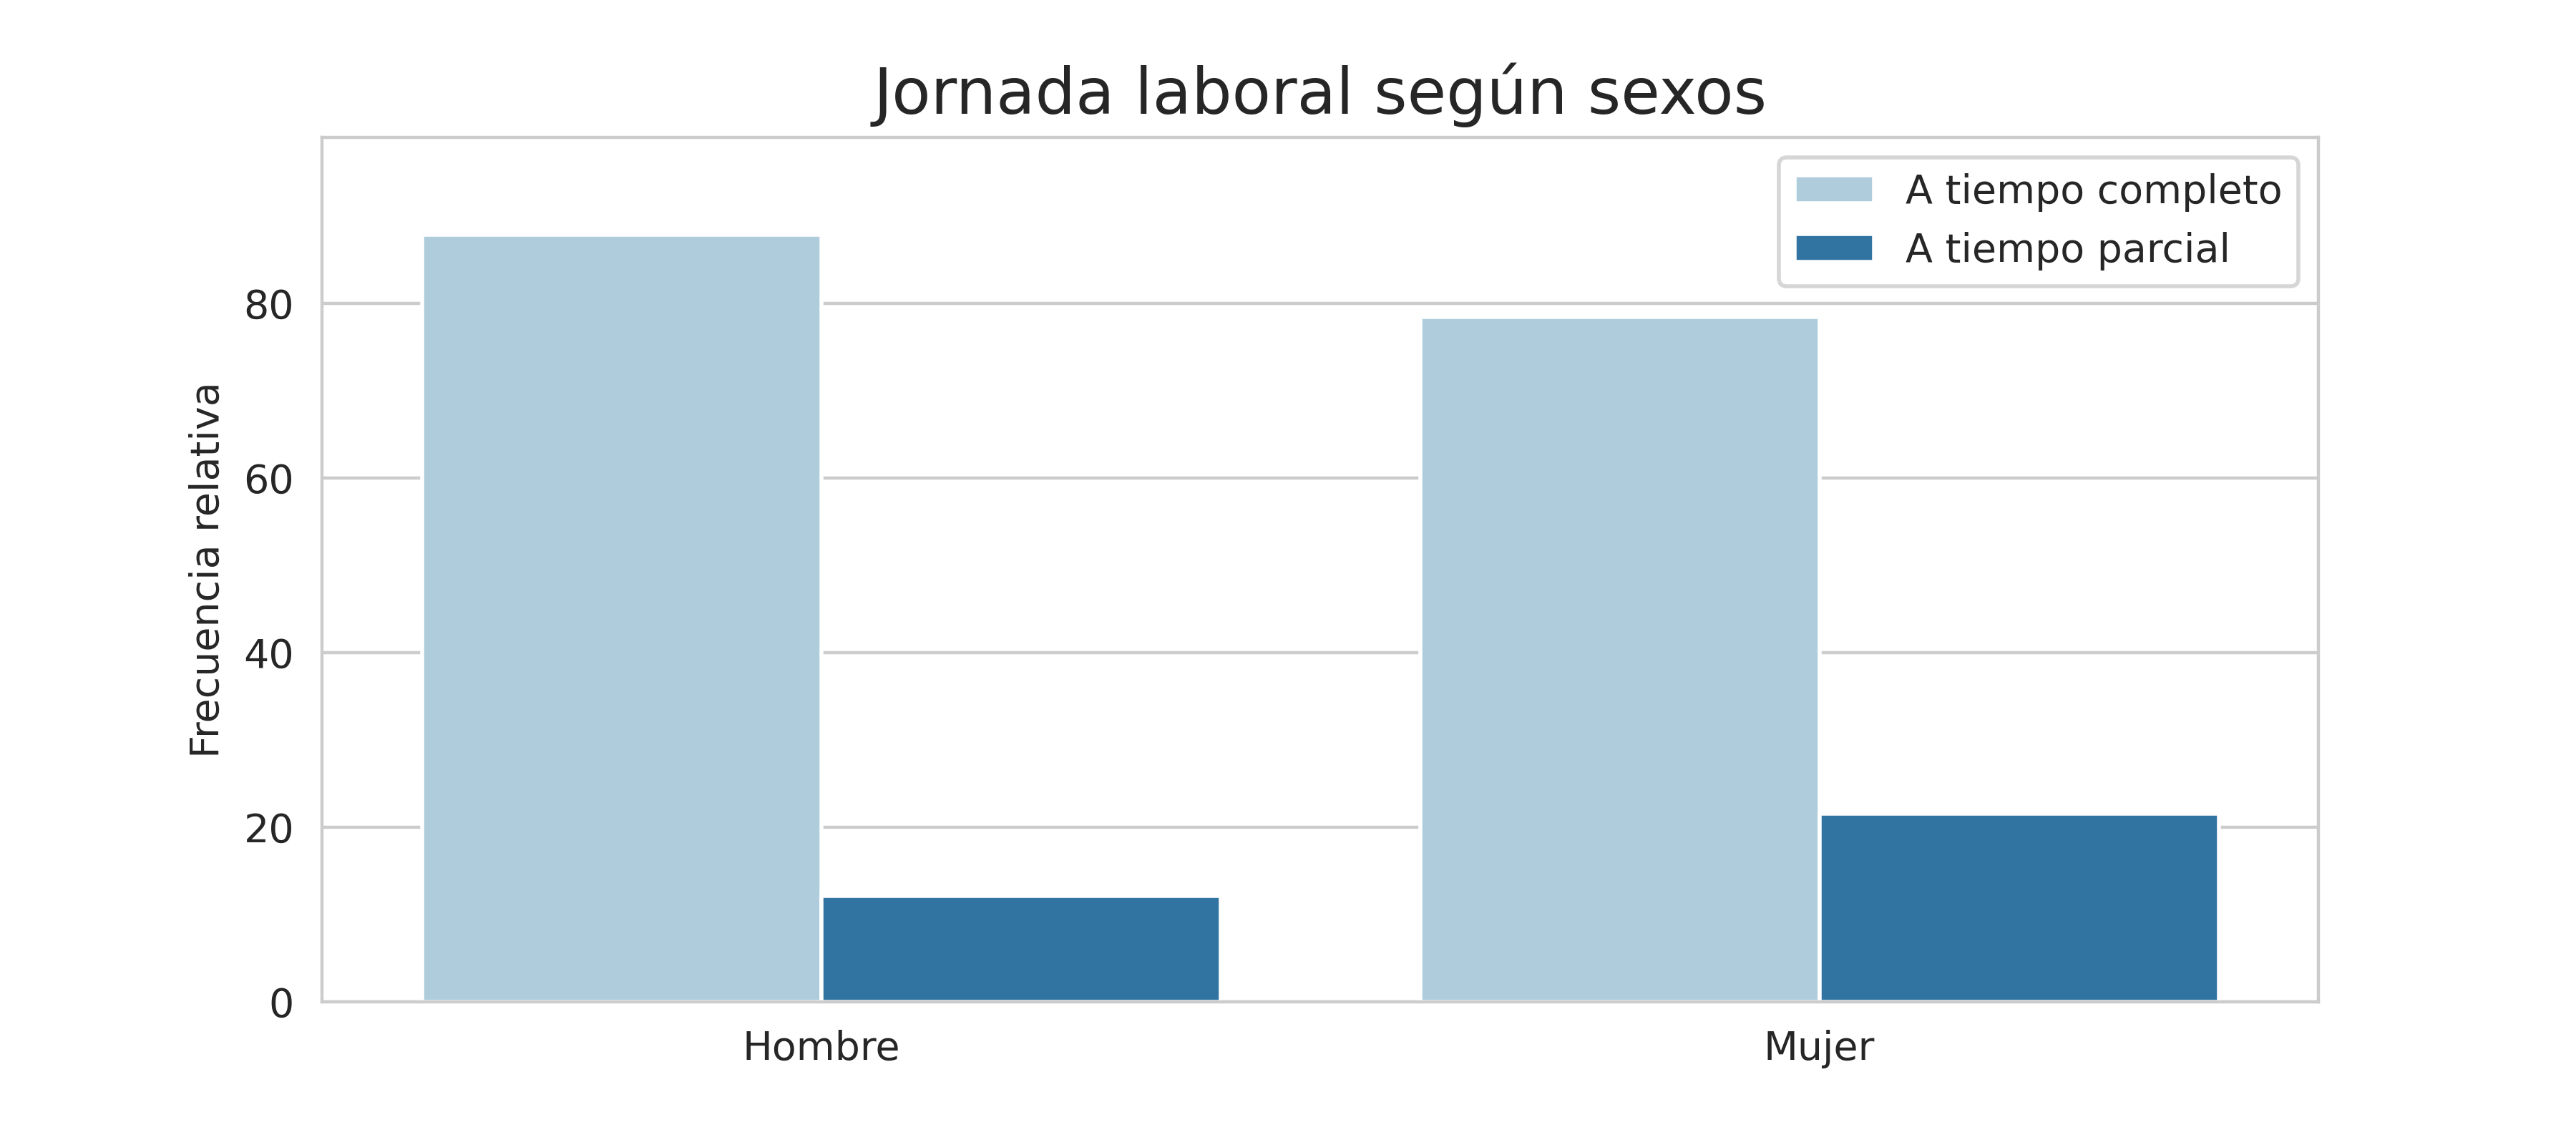 Jornada laboral según sexos
A tiempo completo
A tiempo parcial
Frecuencia relativa
80
60
40
20
0
Hombre
Mujer